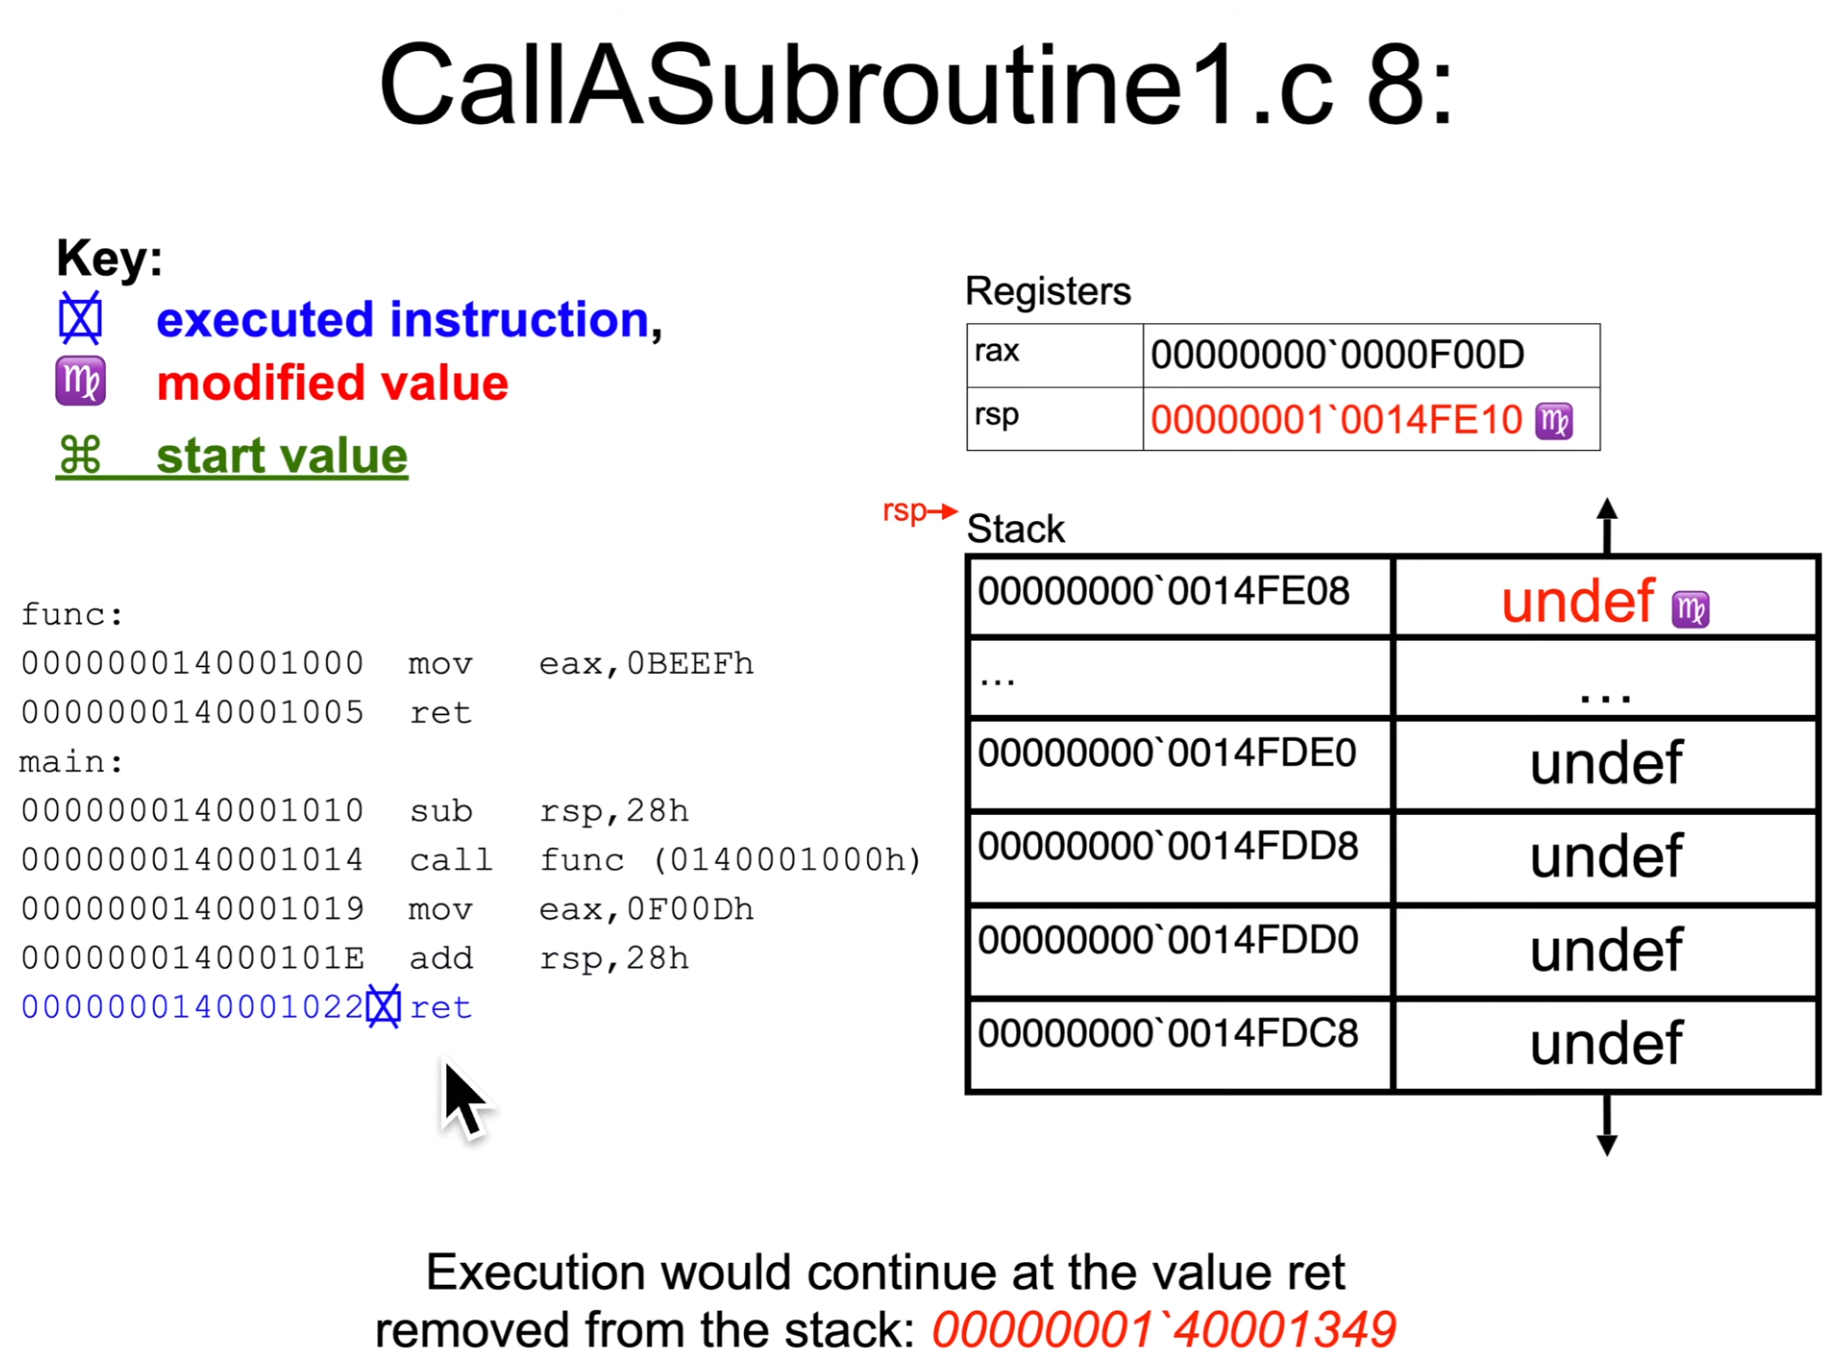 CallASubroutine1.c 8:
Key:
executed instruction,
♍ modified value
⌘ start value
func:
0000000140001000 mov eax,0BEEFh
0000000140001005 ret
main:
0000000140001010 sub rsp,28h
0000000140001014 call func (0140001000h)
0000000140001019 mov eax,0F00Dh
000000014000101E add rsp,28h
0000000140001022 ret
Registers
rax 00000000`0000F00D
rsp 00000001`0014FE10 ♍
rsp
Stack
00000000`0014FE08 undef ♍
... ...
00000000`0014FDE0 undef
00000000`0014FDD8 undef
00000000`0014FDD0 undef
00000000`0014FDC8 undef
Execution would continue at the value ret
removed from the stack: 00000001`40001349